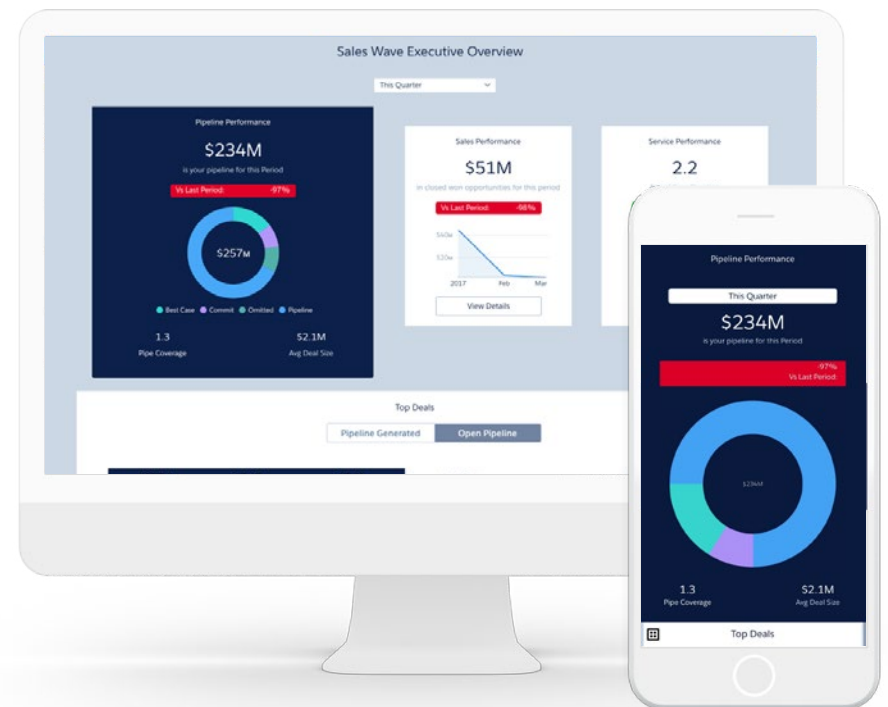 Sales Wave Executive Overview
This Quarter
Pipeline Performance
$234M
is your pipeline for this Period
Vs Last Period: -97%
$257M
Best Case Commit Omitted Pipeline
1.3 $2.1M
Pipe Coverage Avg Deal Size
Sales Performance
$51M
in closed won opportunities for this period
Vs Last Period: -98%
$40M
$20M
2017 Feb Mar
View Details
Service Performance
2.2
Top Deals
Pipeline Generated Open Pipeline
Pipeline Performance
This Quarter
$234M
is your pipeline for this Period
-97%
Vs Last Period:
$234M
1.3 $2.1M
Pipe Coverage Avg Deal Size
Top Deals